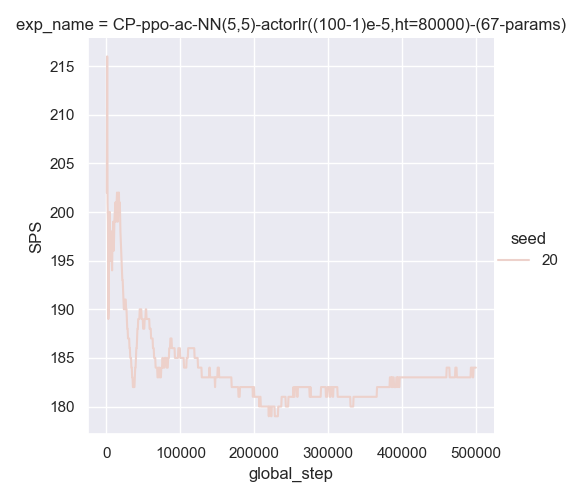 exp_name = CP-ppo-ac-NN(5,5)-actorlr((100-1)e-5,ht=80000)-(67-params)
215
210
205
200
195
190
185
180
SPS
0 100000 200000 300000 400000 500000
global_step
seed
20